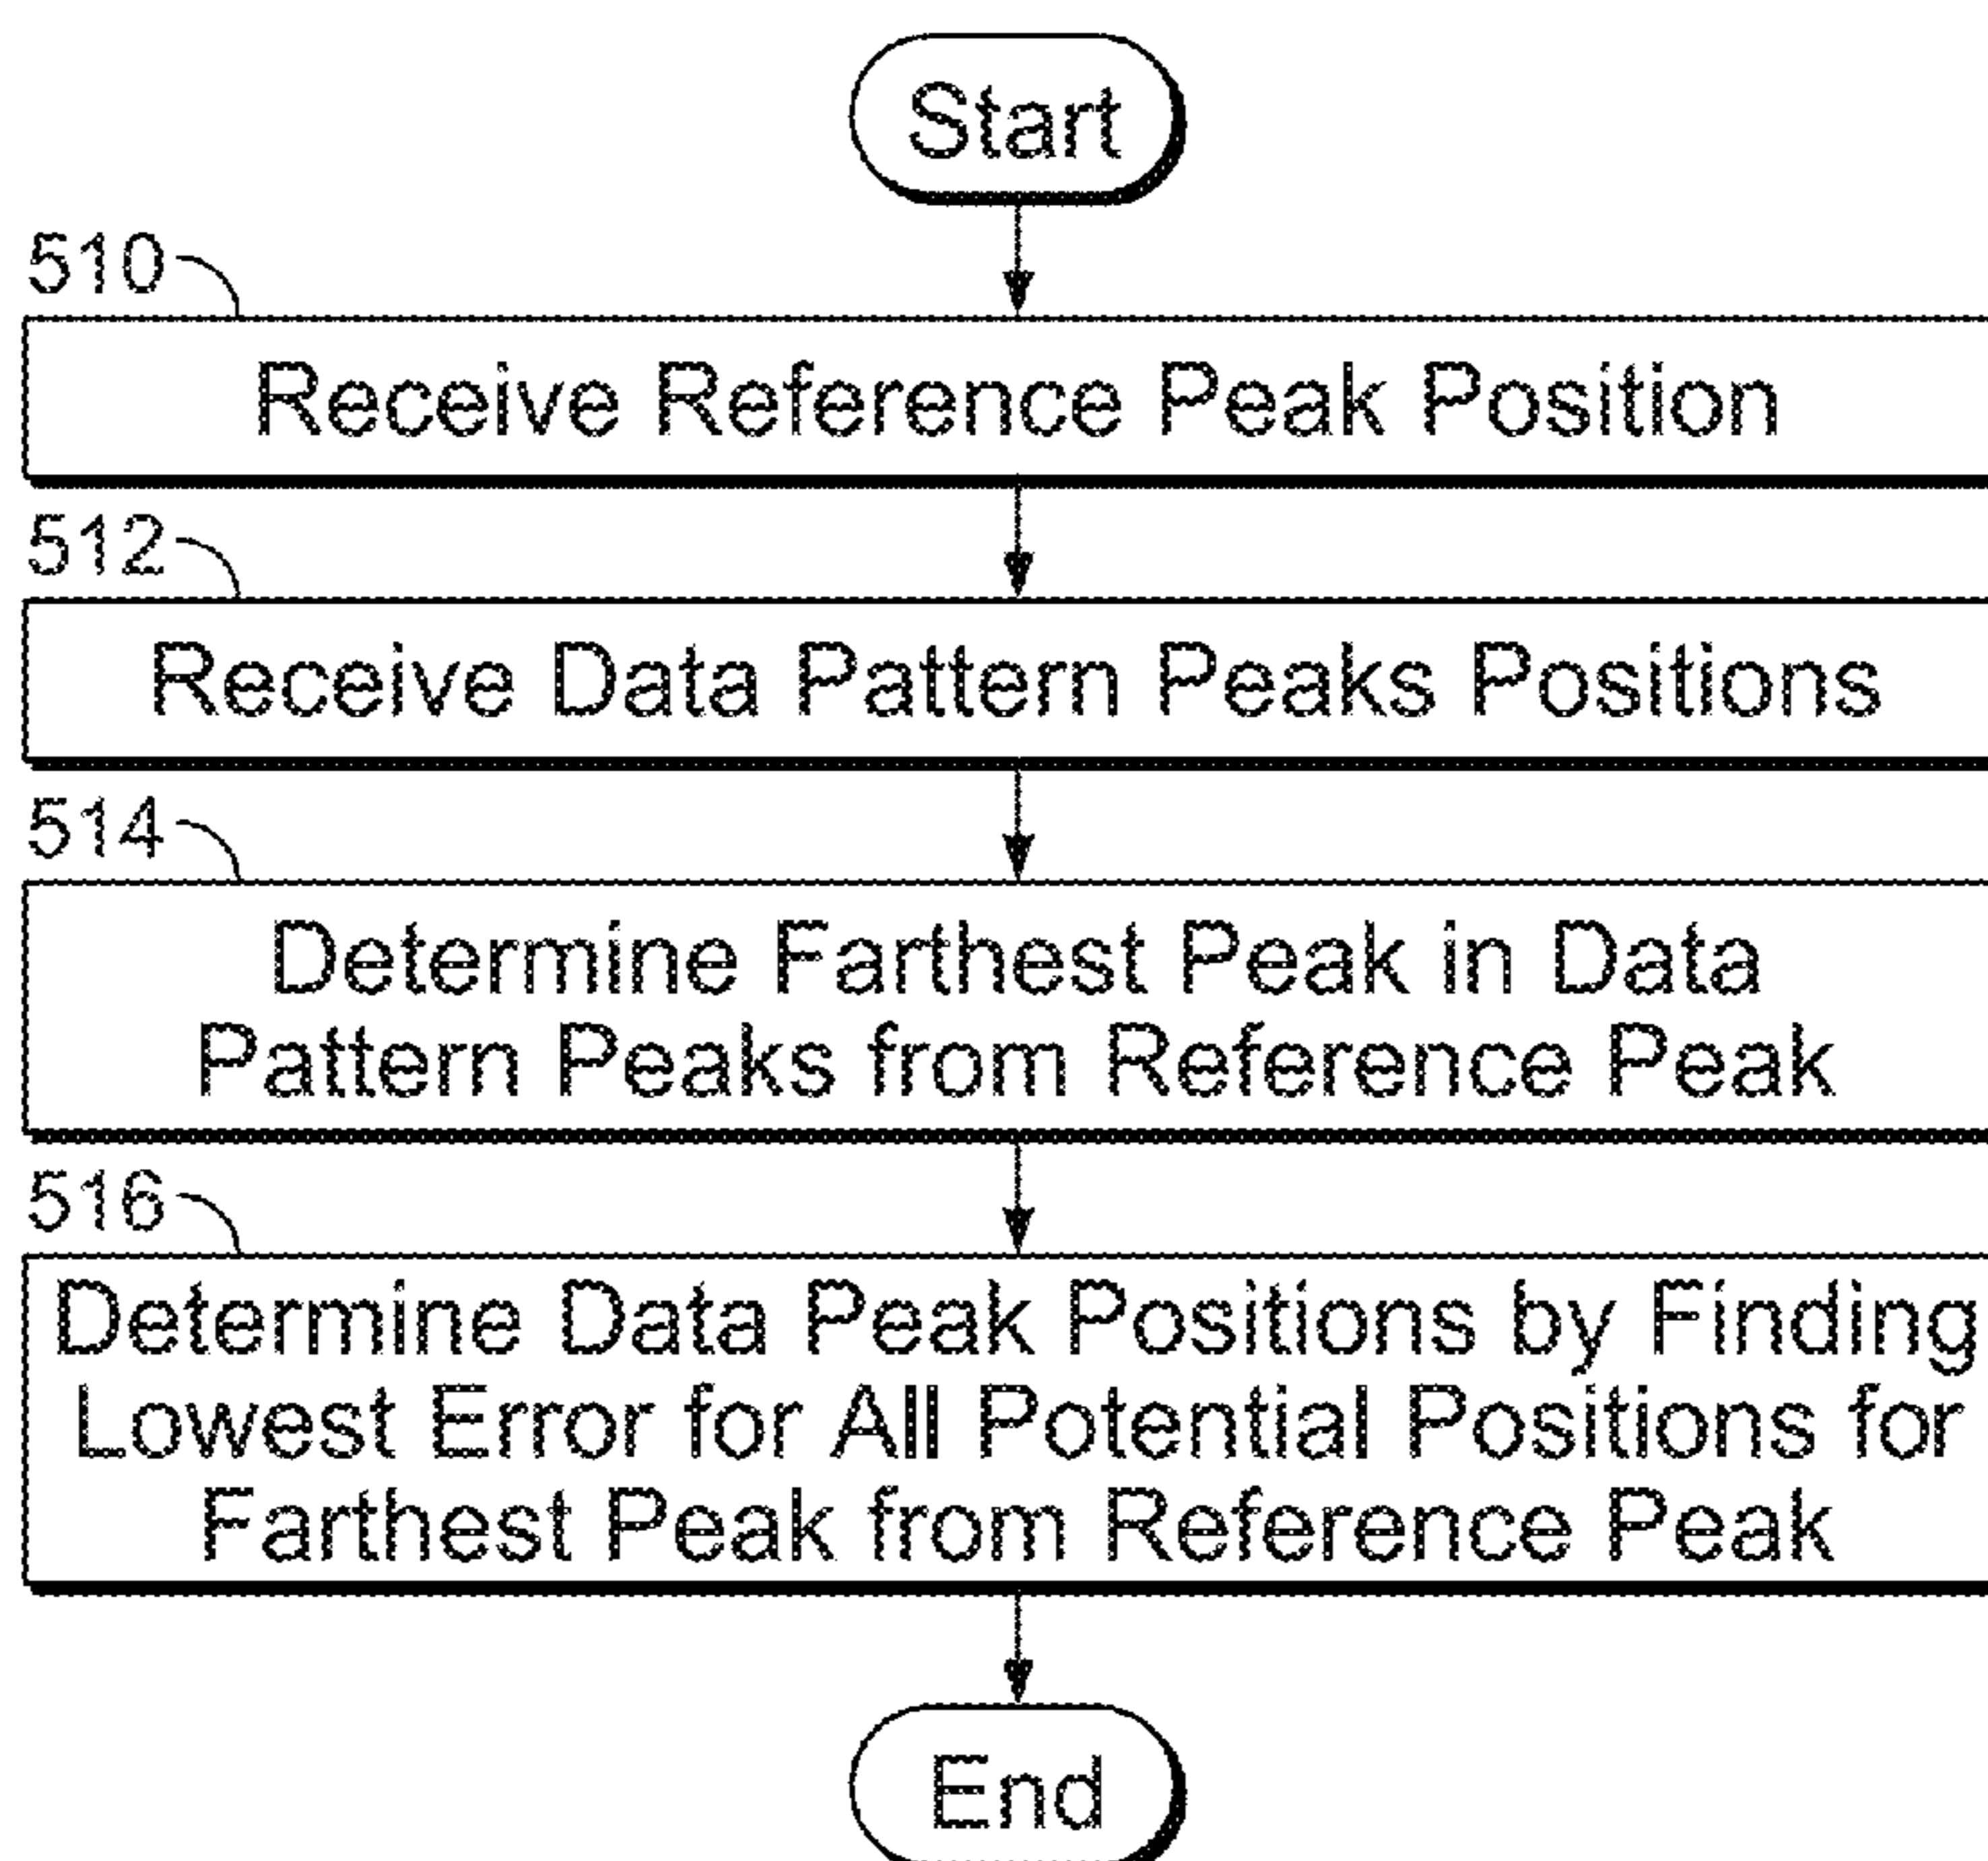 Start
510
Receive Reference Peak Position
512
Receive Data Pattern Peaks Positions
514
Determine Farthest Peak in Data
Pattern Peaks from Reference Peak
516
Determine Data Peak Positions by Finding
Lowest Error for All Potential Positions for
Farthest Peak from Reference Peak
End